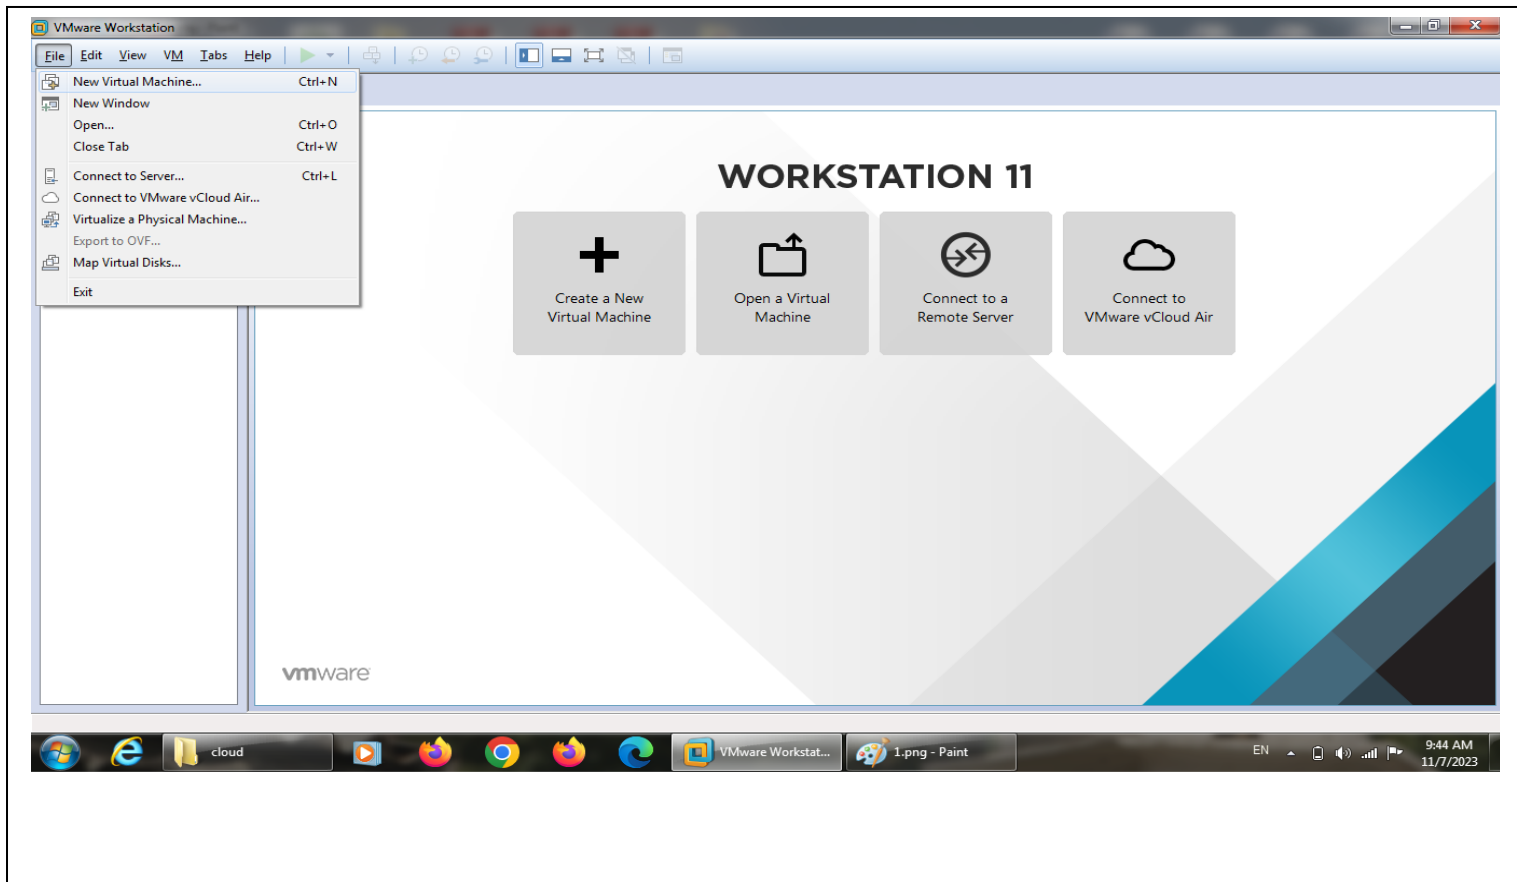 VMware Workstation
File Edit View VM Tabs Help
New Virtual Machine... Ctrl+N
New Window
Open... Ctrl+O
Close Tab Ctrl+W
Connect to Server... Ctrl+L
Connect to VMware vCloud Air...
Virtualize a Physical Machine...
Export to OVF...
Map Virtual Disks...
Exit
WORKSTATION 11
Create a New
Virtual Machine
Open a Virtual
Machine
Connect to a
Remote Server
Connect to
VMware vCloud Air
vmware
cloud
VMware Workstat...
1.png - Paint
EN
9:44 AM
11/7/2023